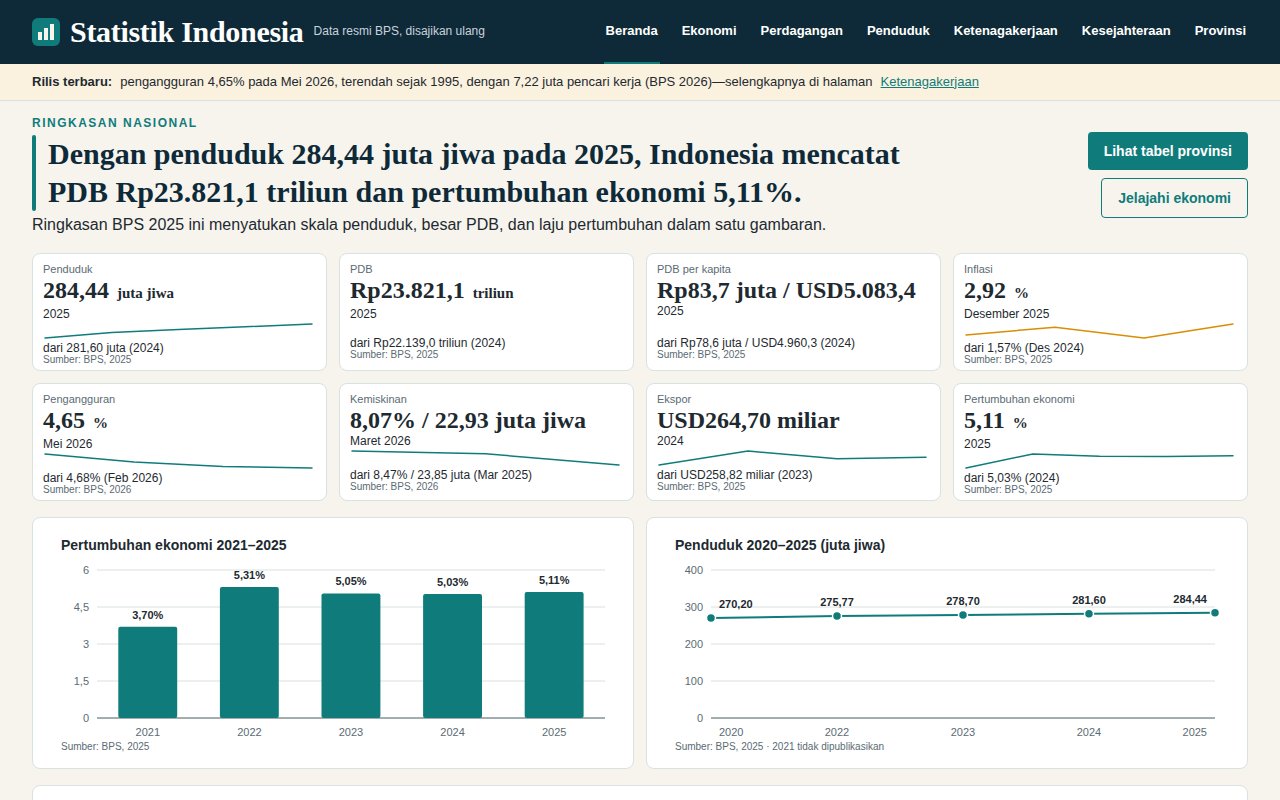 Statistik Indonesia
Data resmi BPS, disajikan ulang
Beranda
Ekonomi
Perdagangan
Penduduk
Ketenagakerjaan
Kesejahteraan
Provinsi
Rilis terbaru: pengangguran 4,65% pada Mei 2026, terendah sejak 1995, dengan 7,22 juta pencari kerja (BPS 2026)—selengkapnya di halaman Ketenagakerjaan
RINGKASAN NASIONAL
Dengan penduduk 284,44 juta jiwa pada 2025, Indonesia mencatat
PDB Rp23.821,1 triliun dan pertumbuhan ekonomi 5,11%.
Ringkasan BPS 2025 ini menyatukan skala penduduk, besar PDB, dan laju pertumbuhan dalam satu gambaran.
Lihat tabel provinsi
Jelajahi ekonomi
Penduduk
284,44 juta jiwa
2025
dari 281,60 juta (2024)
Sumber: BPS, 2025
PDB
Rp23.821,1 triliun
2025
dari Rp22.139,0 triliun (2024)
Sumber: BPS, 2025
PDB per kapita
Rp83,7 juta / USD5.083,4
2025
dari Rp78,6 juta / USD4.960,3 (2024)
Sumber: BPS, 2025
Inflasi
2,92 %
Desember 2025
dari 1,57% (Des 2024)
Sumber: BPS, 2025
Pengangguran
4,65 %
Mei 2026
dari 4,68% (Feb 2026)
Sumber: BPS, 2026
Kemiskinan
8,07% / 22,93 juta jiwa
Maret 2026
dari 8,47% / 23,85 juta (Mar 2025)
Sumber: BPS, 2026
Ekspor
USD264,70 miliar
2024
dari USD258,82 miliar (2023)
Sumber: BPS, 2025
Pertumbuhan ekonomi
5,11 %
2025
dari 5,03% (2024)
Sumber: BPS, 2025
Pertumbuhan ekonomi 2021–2025
6
4,5
3
1,5
0
3,70%
5,31%
5,05%
5,03%
5,11%
2021
2022
2023
2024
2025
Sumber: BPS, 2025
Penduduk 2020–2025 (juta jiwa)
400
300
200
100
0
270,20
275,77
278,70
281,60
284,44
2020
2022
2023
2024
2025
Sumber: BPS, 2025 · 2021 tidak dipublikasikan